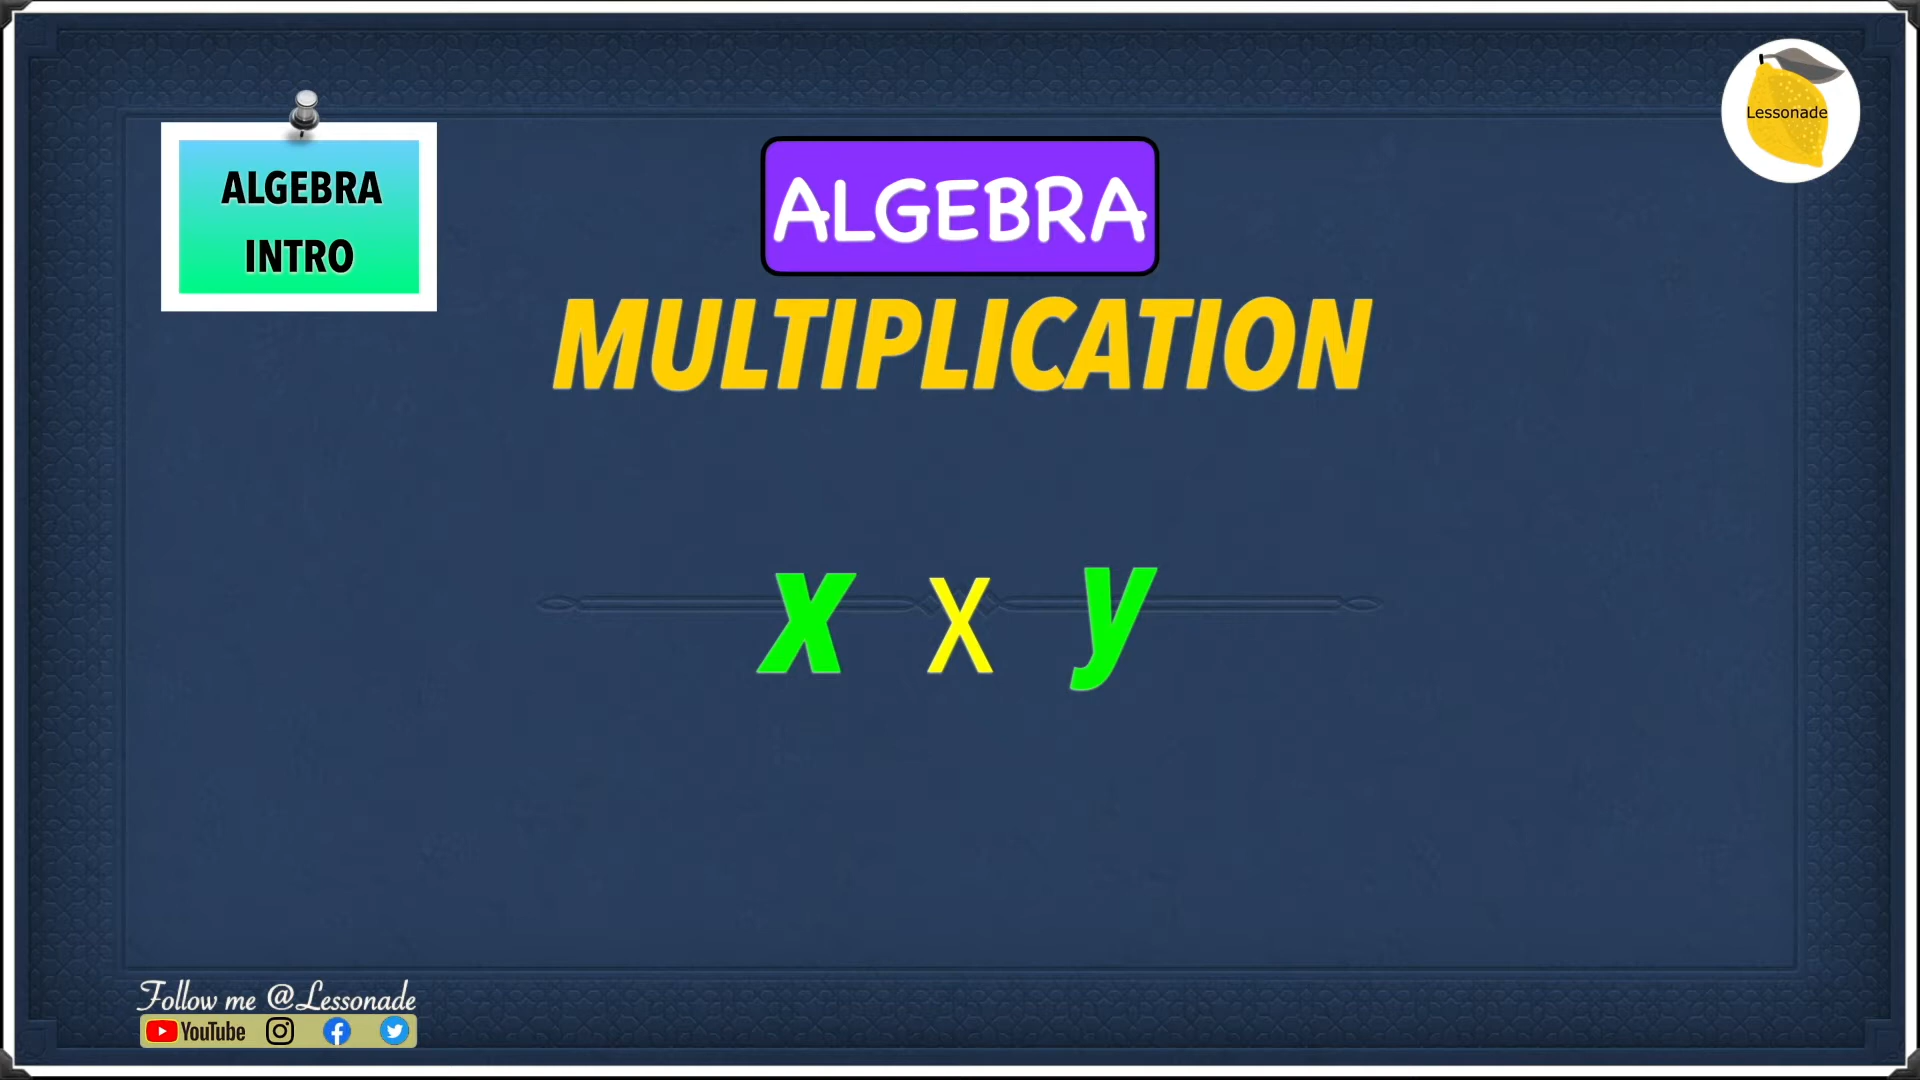 ALGEBRA
INTRO
Lessonade
ALGEBRA
MULTIPLICATION
x x y
Follow me @Lessonade
YouTube